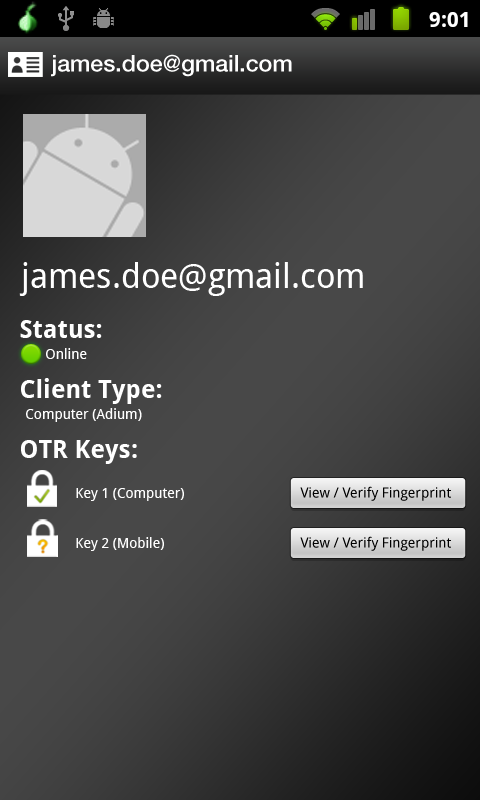 9:01
james.doe@gmail.com
james.doe@gmail.com
Status:
Online
Client Type:
Computer (Adium)
OTR Keys:
Key 1 (Computer) View / Verify Fingerprint
Key 2 (Mobile) View / Verify Fingerprint